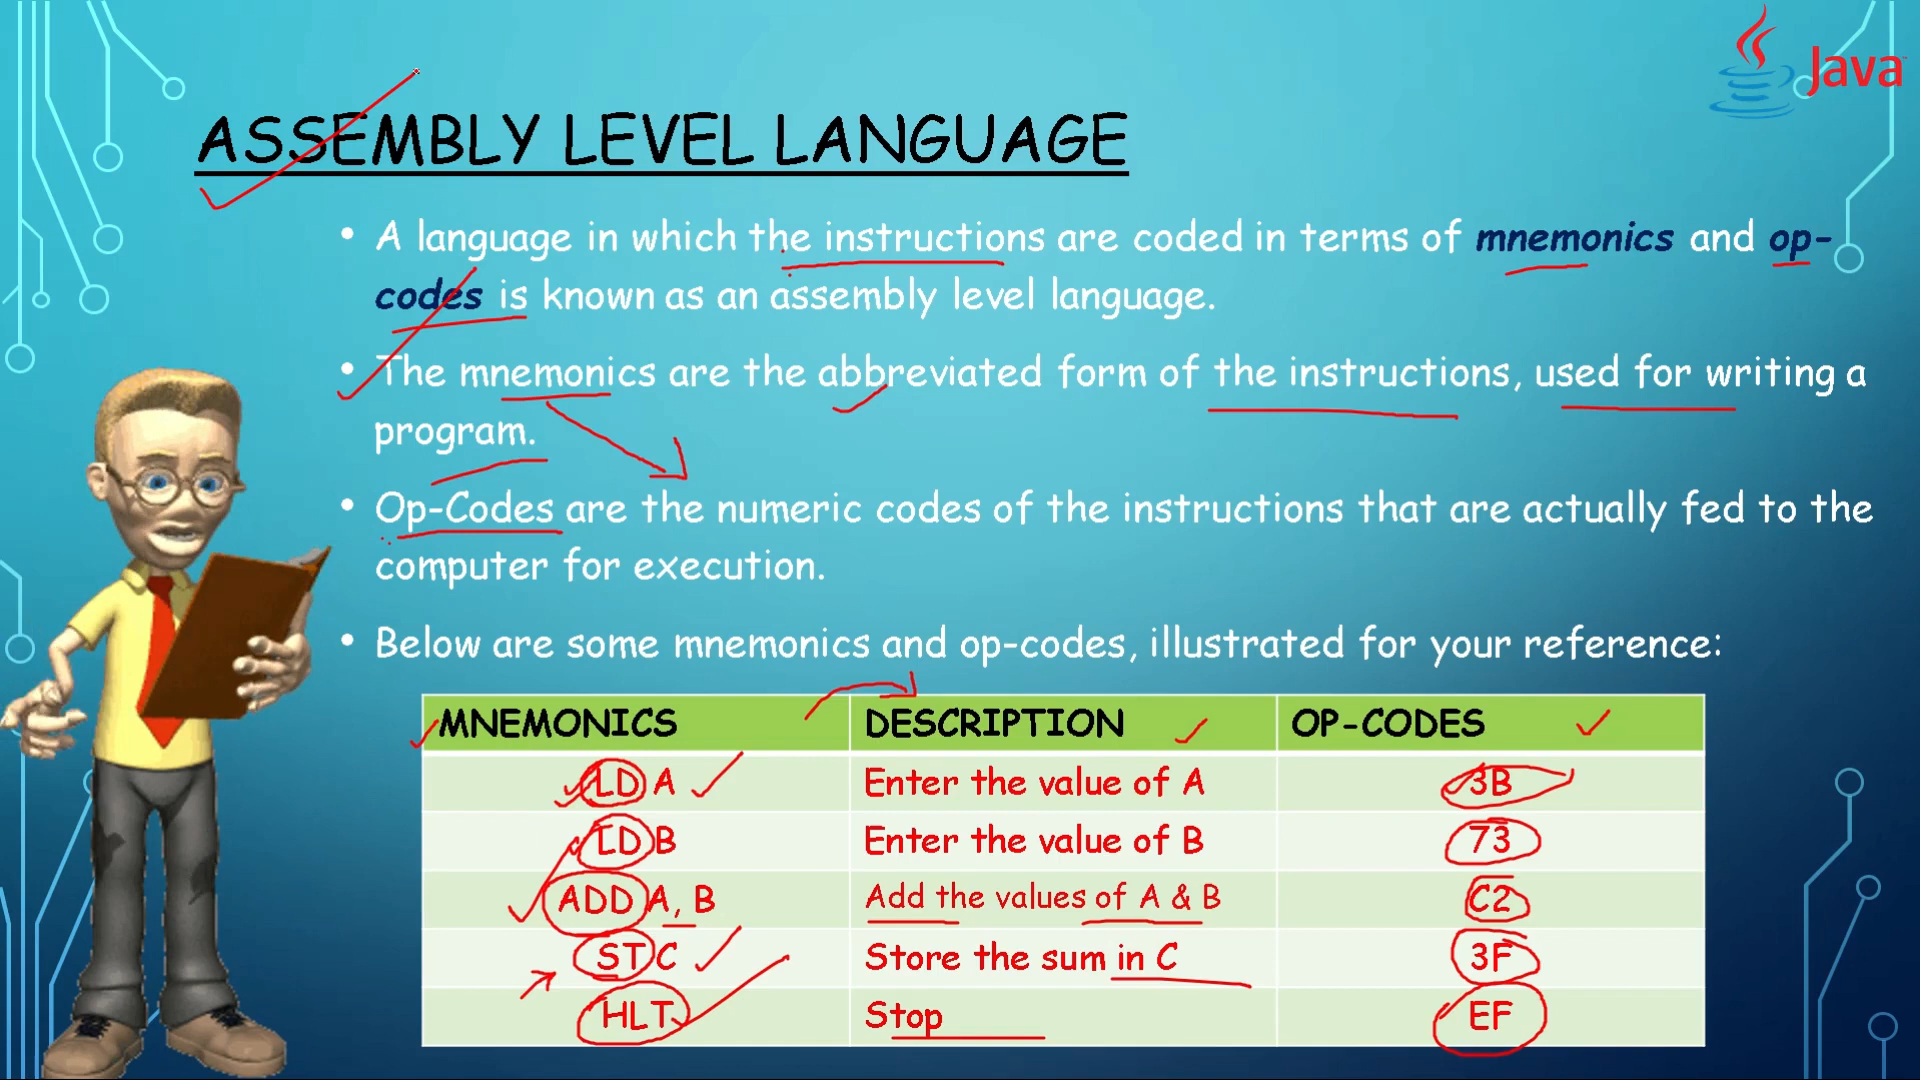 Java
ASSEMBLY LEVEL LANGUAGE
• A language in which the instructions are coded in terms of mnemonics and op-
codes is known as an assembly level language.
• The mnemonics are the abbreviated form of the instructions, used for writing a
program.
• Op-Codes are the numeric codes of the instructions that are actually fed to the
computer for execution.
• Below are some mnemonics and op-codes, illustrated for your reference:
MNEMONICS DESCRIPTION OP-CODES
LD A Enter the value of A 3B
LD B Enter the value of B 73
ADD A, B Add the values of A & B C2
ST C Store the sum in C 3F
HLT Stop EF